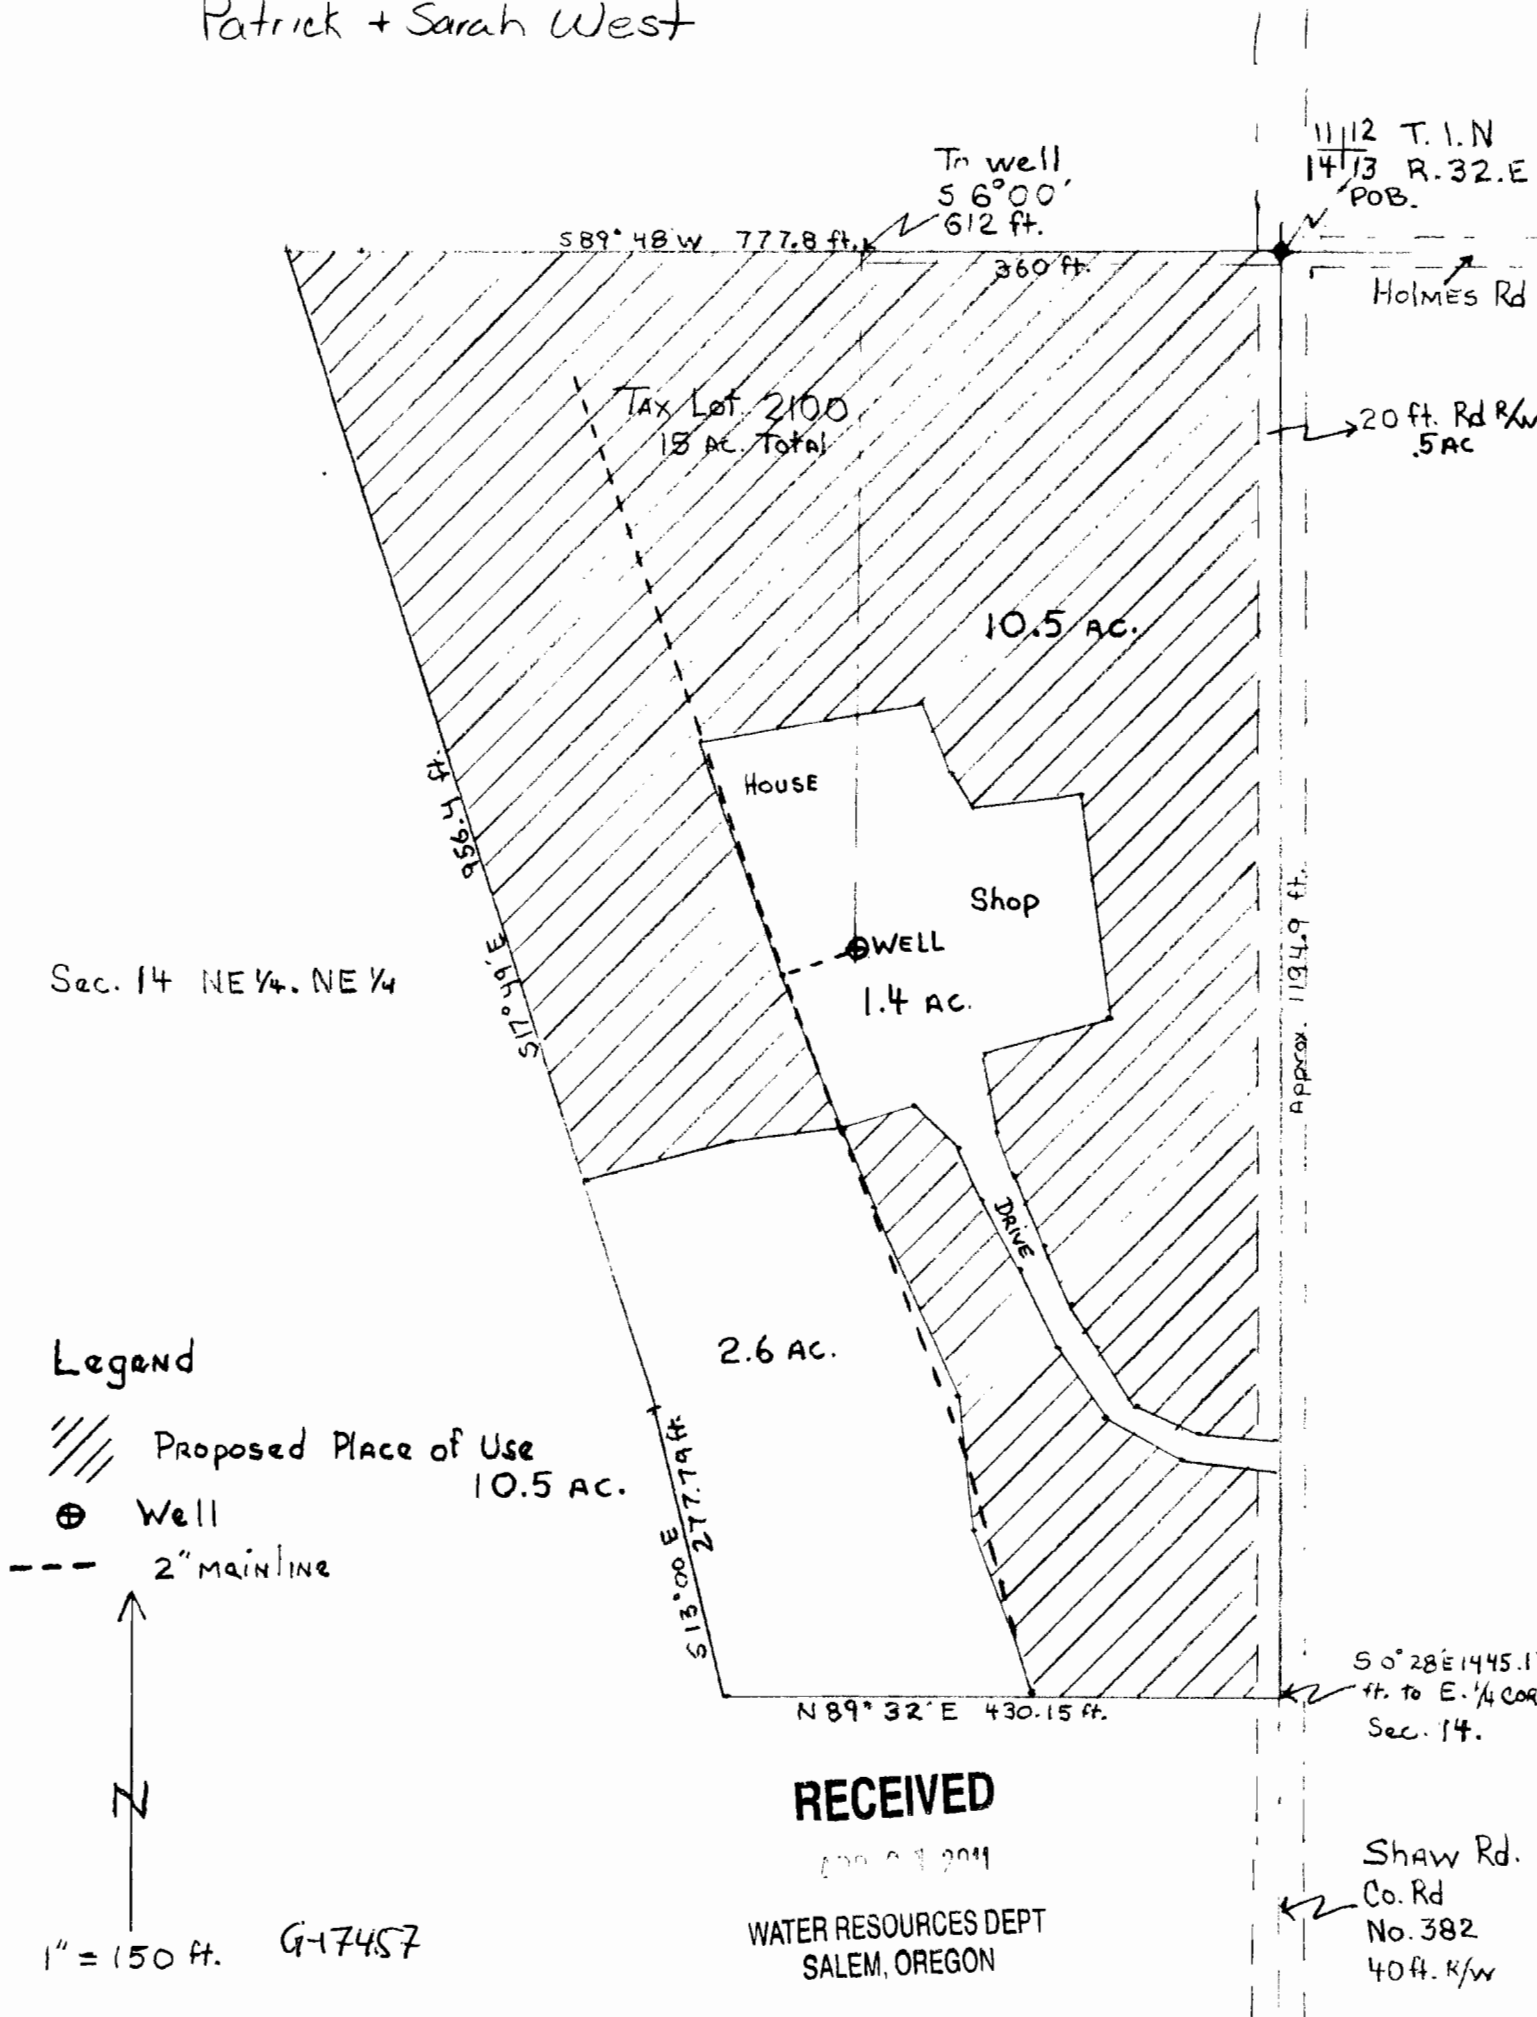 Patrick + Sarah West
11 12 T. 1. N
14 13 R. 32. E
POB.
To well
S 6°00'
612 ft.
S 89° 48' W 777.8 ft.
360 ft.
Holmes Rd
TAX Lot 2100
15 AC. Total
20 ft. Rd R/W
.5 AC
10.5 AC.
956.4 ft.
S 17° 49' E
HOUSE
Shop
WELL
1.4 AC.
Approx. 1194.9 ft.
Sec. 14 NE ¼. NE ¼
DRIVE
2.6 AC.
Legend
Proposed Place of Use
10.5 AC.
Well
2" mainline
277.79 ft.
S 13° 00 E
N 89° 32' E 430.15 ft.
S 0° 28' E 1445.1
ft. to E. ¼ COR
Sec. 14.
N
1" = 150 ft.
G-17457
RECEIVED
2011
WATER RESOURCES DEPT
SALEM, OREGON
Shaw Rd.
Co. Rd
No. 382
40 ft. R/W